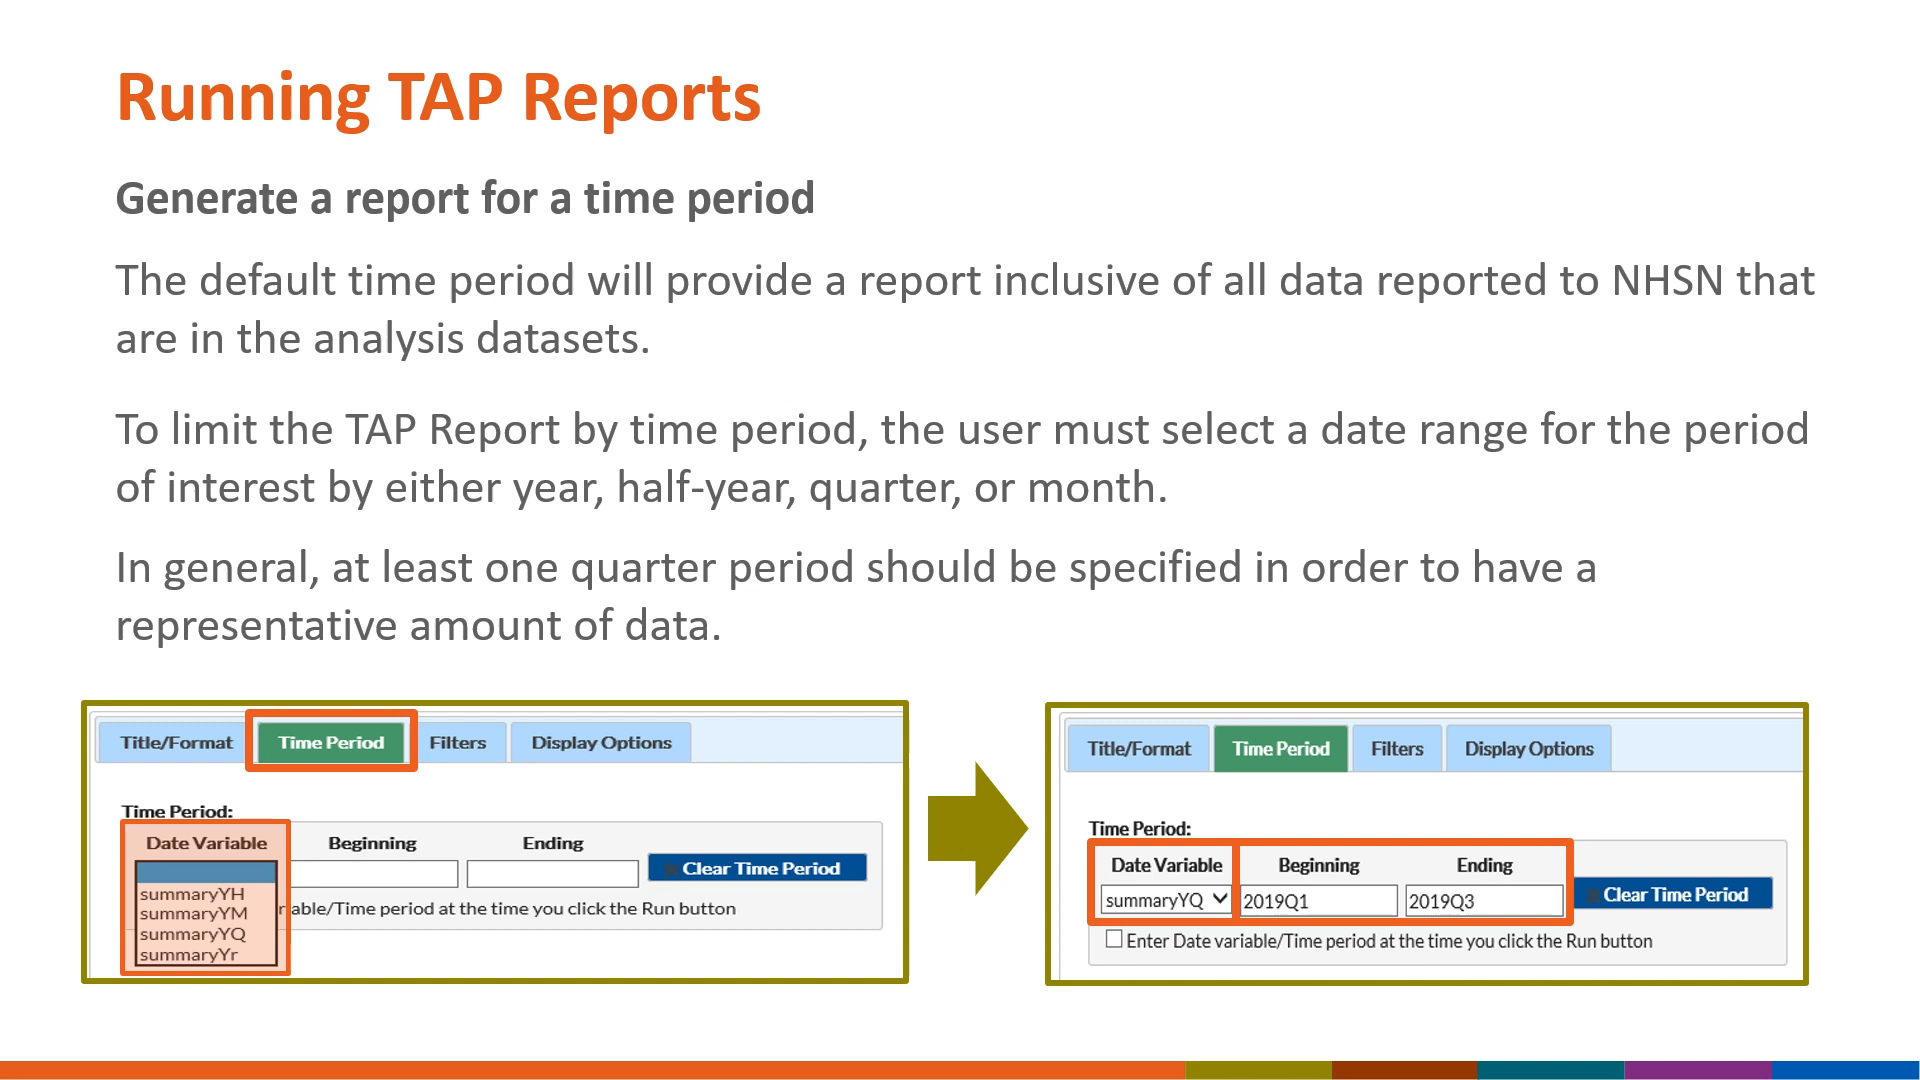 Running TAP Reports
Generate a report for a time period
The default time period will provide a report inclusive of all data reported to NHSN that
are in the analysis datasets.
To limit the TAP Report by time period, the user must select a date range for the period
of interest by either year, half-year, quarter, or month.
In general, at least one quarter period should be specified in order to have a
representative amount of data.
Title/Format Time Period Filters Display Options
Time Period:
Date Variable Beginning Ending
Clear Time Period
summaryYH
summaryYM
summaryYQ
summaryYr
able/Time period at the time you click the Run button
Title/Format Time Period Filters Display Options
Time Period:
Date Variable Beginning Ending
summaryYQ 2019Q1 2019Q3 Clear Time Period
Enter Date variable/Time period at the time you click the Run button